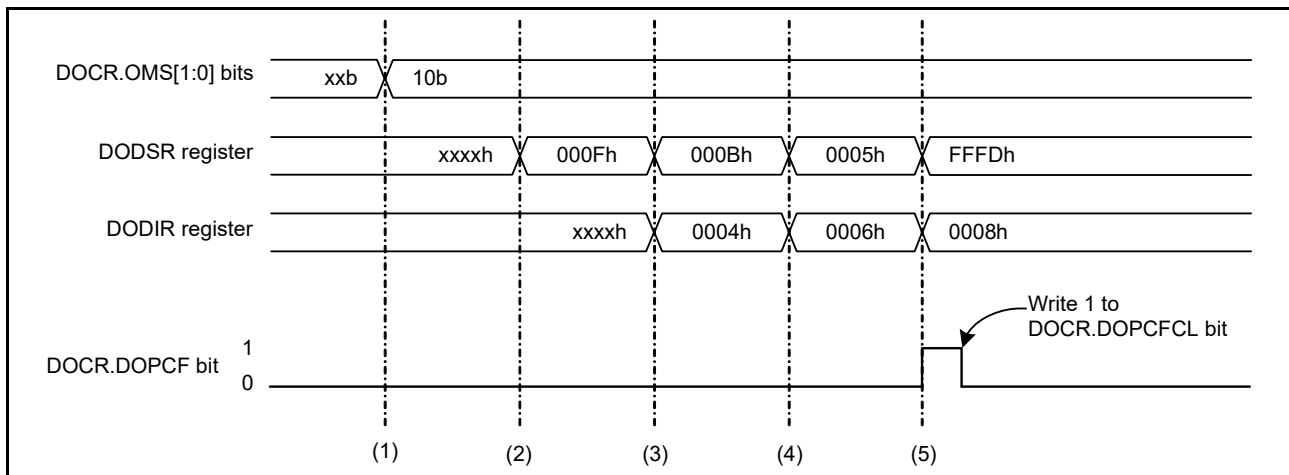 DOCR.OMS[1:0] bits xxb 10b
DODSR register xxxxh 000Fh 000Bh 0005h FFFDh
DODIR register xxxxh 0004h 0006h 0008h
Write 1 to
DOCR.DOPCFCL bit
1
DOCR.DOPCF bit
0
(1) (2) (3) (4) (5)